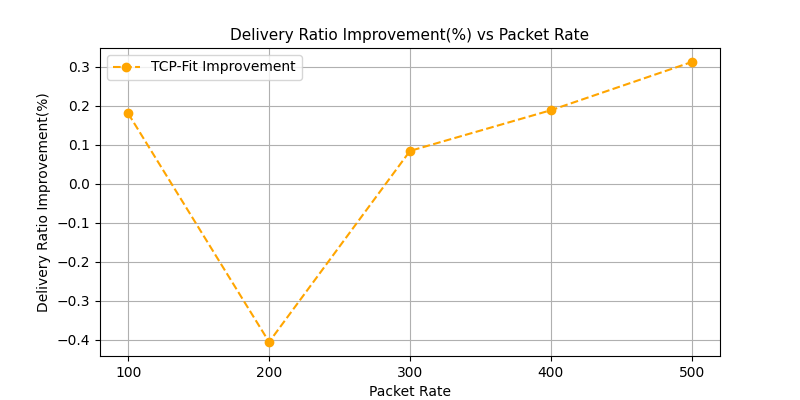 Delivery Ratio Improvement(%) vs Packet Rate
TCP-Fit Improvement
Delivery Ratio Improvement(%)
0.3
0.2
0.1
0.0
−0.1
−0.2
−0.3
−0.4
100 200 300 400 500
Packet Rate